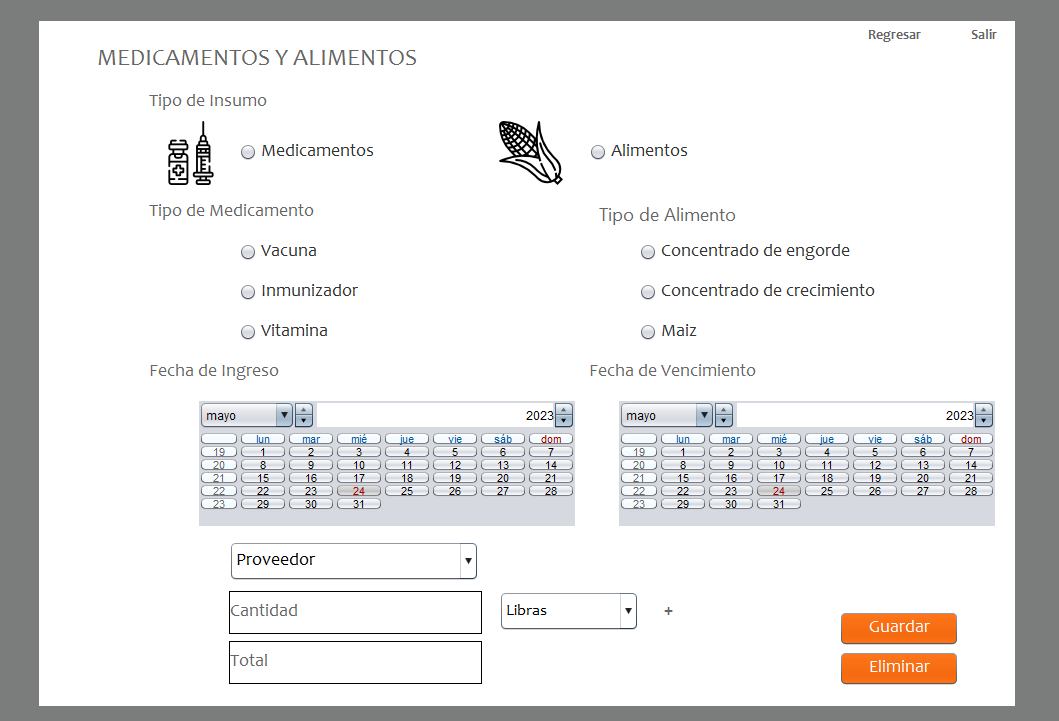 Regresar Salir
MEDICAMENTOS Y ALIMENTOS
Tipo de Insumo
Medicamentos Alimentos
Tipo de Medicamento Tipo de Alimento
Vacuna Concentrado de engorde
Inmunizador Concentrado de crecimiento
Vitamina Maiz
Fecha de Ingreso Fecha de Vencimiento
mayo 2023 mayo 2023
lun mar mié jue vie sáb dom lun mar mié jue vie sáb dom
19 1 2 3 4 5 6 7 19 1 2 3 4 5 6 7
20 8 9 10 11 12 13 14 20 8 9 10 11 12 13 14
21 15 16 17 18 19 20 21 21 15 16 17 18 19 20 21
22 22 23 24 25 26 27 28 22 22 23 24 25 26 27 28
23 29 30 31 23 29 30 31
Proveedor
Cantidad Libras +
Guardar
Total
Eliminar